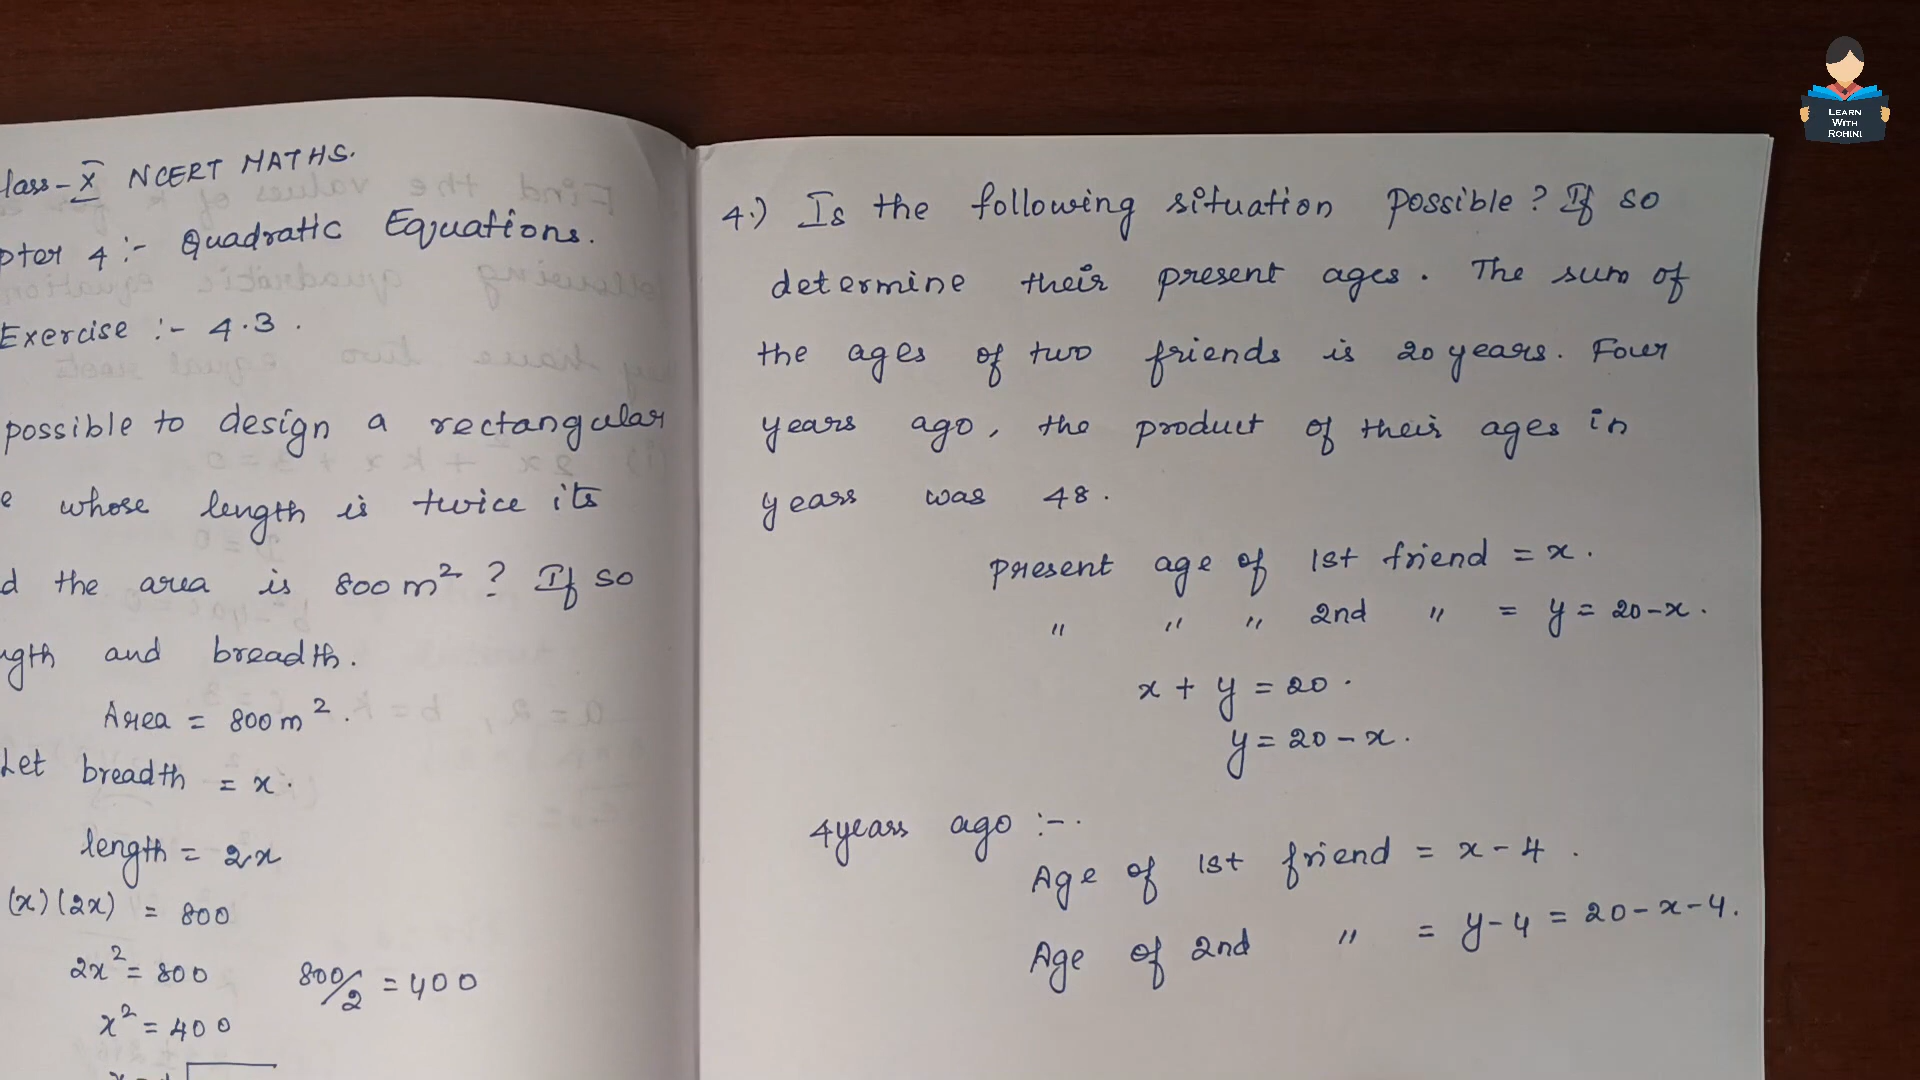 lass-X NCERT MATHS.
pter 4 :- Quadratic Equations.
Exercise :- 4.3 .
possible to design a rectangular
e whose length is twice its
d the area is 800 m² ? If so
ngth and breadth.
Area = 800 m².
Let breadth = x.
length = 2x
(x) (2x) = 800
2x² = 800 800/2 = 400
x² = 400
4.) Is the following situation possible? If so
determine their present ages. The sum of
the ages of two friends is 20 years. Four
years ago, the product of their ages in
years was 48.
present age of 1st friend = x.
" " " 2nd " = y = 20-x.
x + y = 20.
y = 20 - x.
4years ago :-.
Age of 1st friend = x - 4 .
Age of 2nd " = y-4 = 20-x-4.
LEARN
WITH
ROHINI